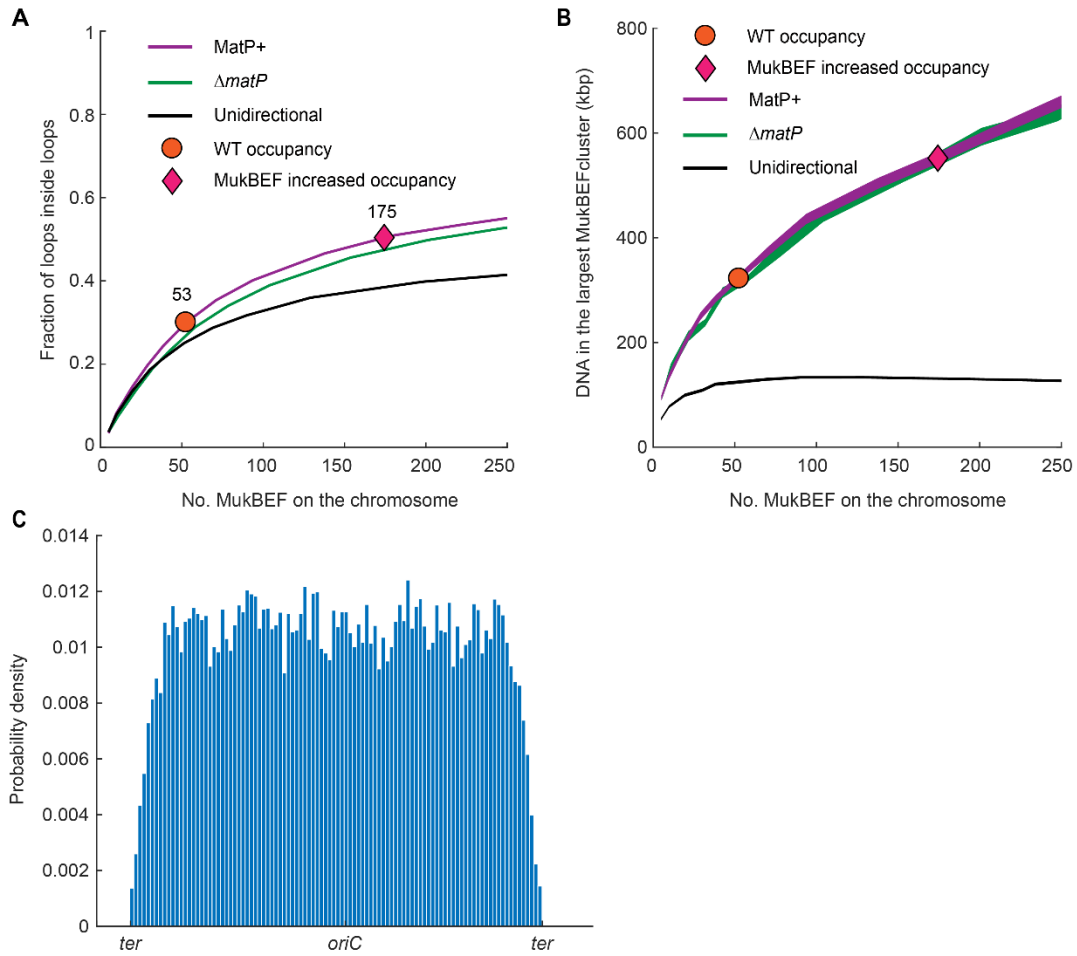 A
MatP+
ΔmatP
Unidirectional
WT occupancy
MukBEF increased occupancy
1
0.8
0.6
0.4
0.2
0
175
53
0
50
100
150
200
250
Fraction of loops inside loops
No. MukBEF on the chromosome
B
WT occupancy
MukBEF increased occupancy
MatP+
ΔmatP
Unidirectional
800
600
400
200
0
0
50
100
150
200
250
DNA in the largest MukBEFcluster (kbp)
No. MukBEF on the chromosome
C
0.014
0.012
0.01
0.008
0.006
0.004
0.002
0
Probability density
ter
oriC
ter